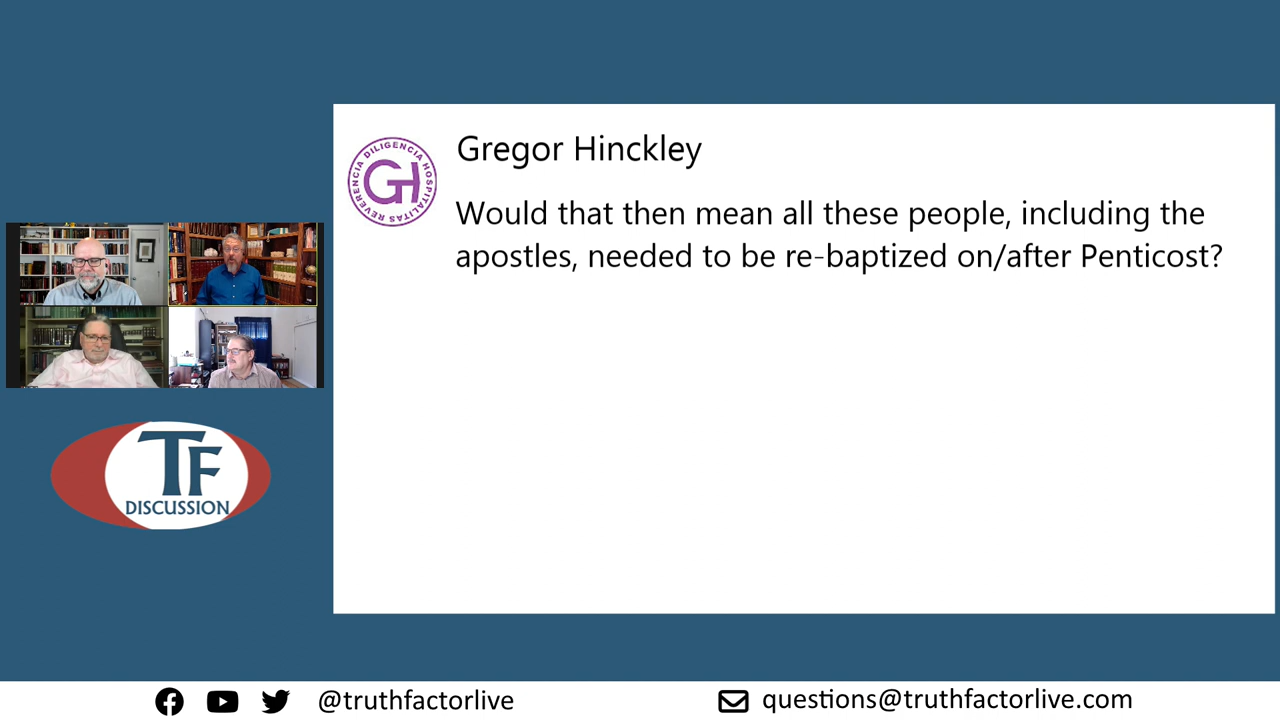 Gregor Hinckley
REVERENCIA DILIGENCIA HOSPITALITAS
GH
Would that then mean all these people, including the
apostles, needed to be re-baptized on/after Penticost?
TF
DISCUSSION
@truthfactorlive
questions@truthfactorlive.com